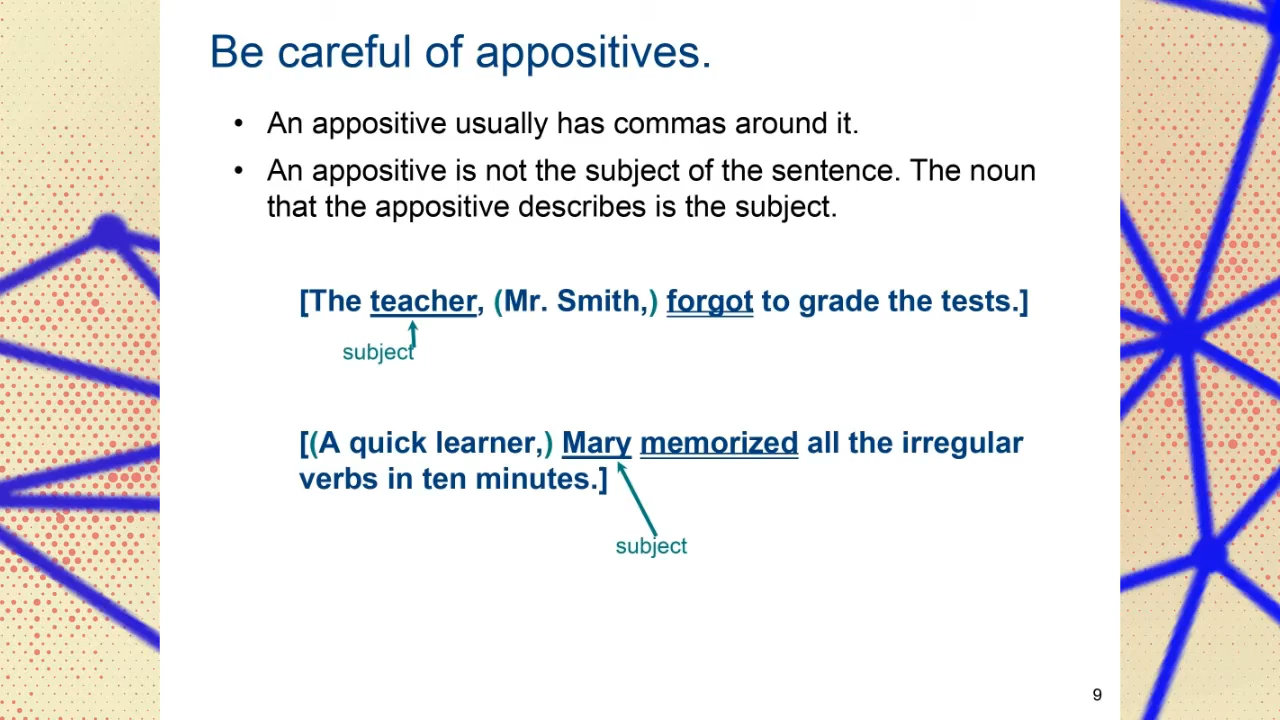 Be careful of appositives.
• An appositive usually has commas around it.
• An appositive is not the subject of the sentence. The noun
that the appositive describes is the subject.
[The teacher, (Mr. Smith,) forgot to grade the tests.]
subject
[(A quick learner,) Mary memorized all the irregular
verbs in ten minutes.]
subject
9